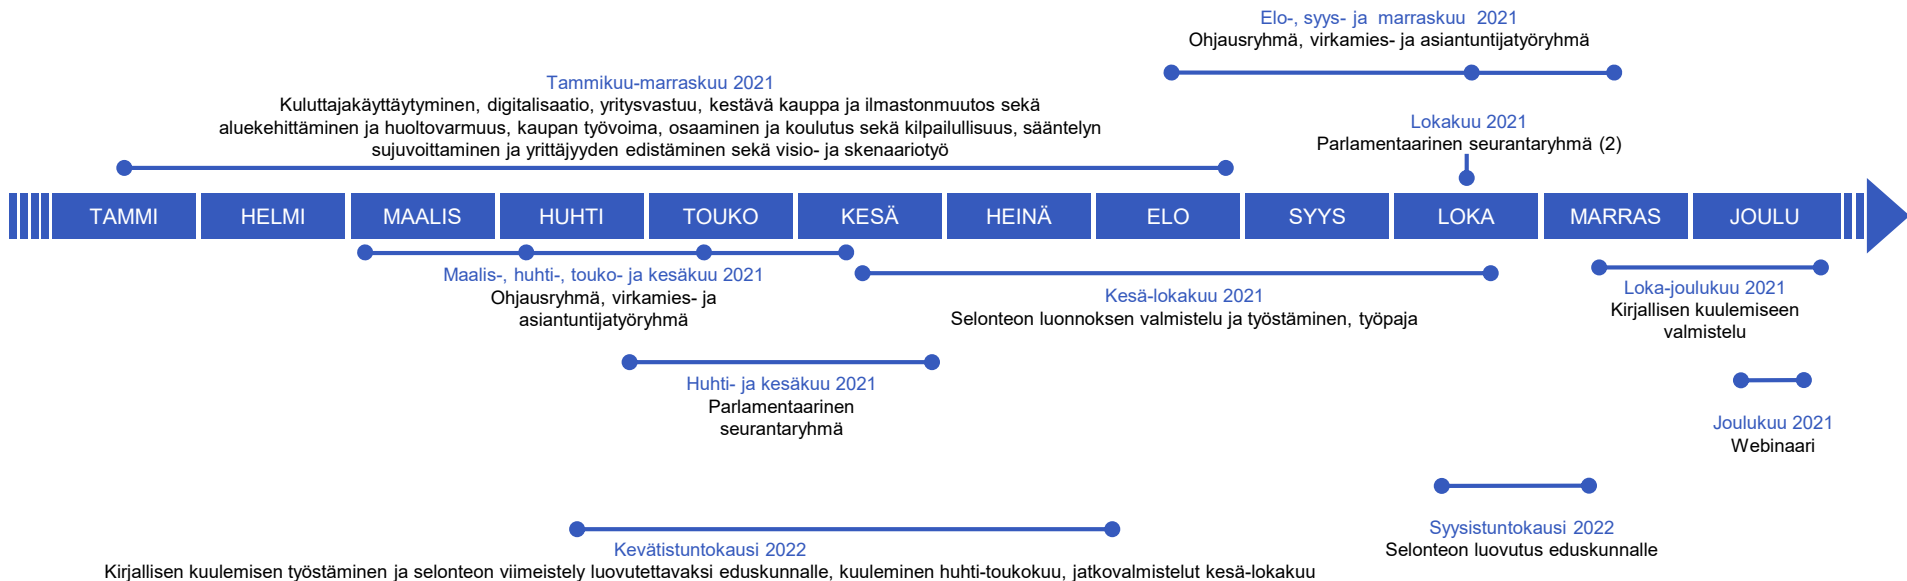 Elo-, syys- ja marraskuu 2021
Ohjausryhmä, virkamies- ja asiantuntijatyöryhmä
Tammikuu-marraskuu 2021
Kuluttajakäyttäytyminen, digitalisaatio, yritysvastuu, kestävä kauppa ja ilmastonmuutos sekä
aluekehittäminen ja huoltovarmuus, kaupan työvoima, osaaminen ja koulutus sekä kilpailullisuus, sääntelyn
sujuvoittaminen ja yrittäjyyden edistäminen sekä visio- ja skenaariotyö
Lokakuu 2021
Parlamentaarinen seurantaryhmä (2)
TAMMI
HELMI
MAALIS
HUHTI
TOUKO
KESÄ
HEINÄ
ELO
SYYS
LOKA
MARRAS
JOULU
Maalis-, huhti-, touko- ja kesäkuu 2021
Ohjausryhmä, virkamies- ja
asiantuntijatyöryhmä
Kesä-lokakuu 2021
Selonteon luonnoksen valmistelu ja työstäminen, työpaja
Loka-joulukuu 2021
Kirjallisen kuulemiseen
valmistelu
Huhti- ja kesäkuu 2021
Parlamentaarinen
seurantaryhmä
Joulukuu 2021
Webinaari
Syysistuntokausi 2022
Selonteon luovutus eduskunnalle
Kevätistuntokausi 2022
Kirjallisen kuulemisen työstäminen ja selonteon viimeistely luovutettavaksi eduskunnalle, kuuleminen huhti-toukokuu, jatkovalmistelut kesä-lokakuu